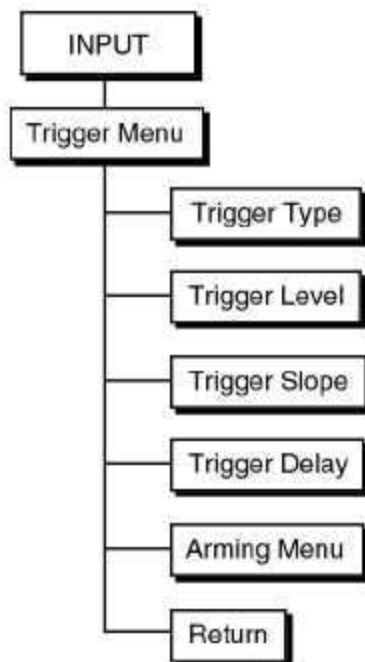 INPUT
Trigger Menu
Trigger Type
Trigger Level
Trigger Slope
Trigger Delay
Arming Menu
Return